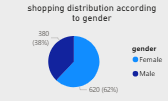 shopping distribution according
to gender
380
(38%)
gender
Female
Male
620 (62%)